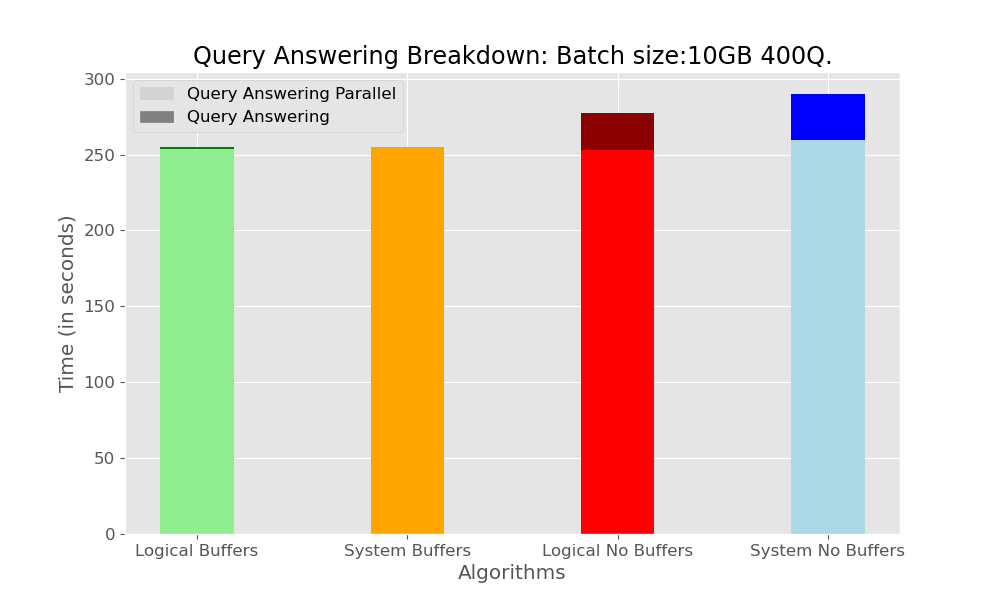 Query Answering Breakdown: Batch size:10GB 400Q.
Query Answering Parallel
Query Answering
300
250
200
150
100
50
0
Time (in seconds)
Logical Buffers
System Buffers
Logical No Buffers
System No Buffers
Algorithms